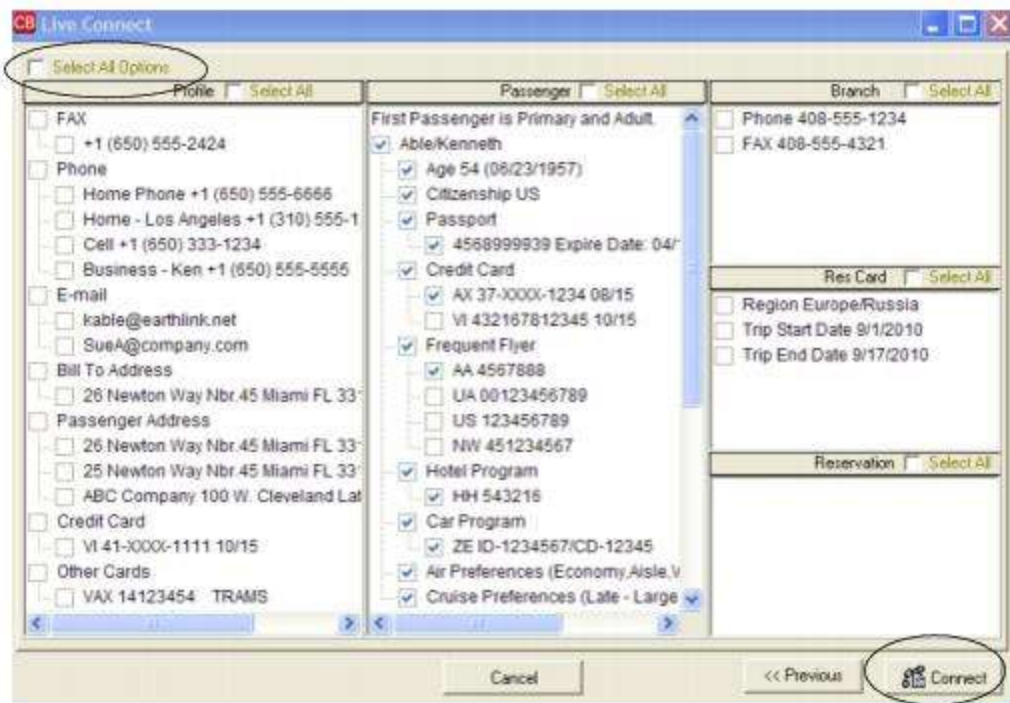 CB Live Connect
Select All Options
Profile Select All
FAX
+1 (650) 555-2424
Phone
Home Phone +1 (650) 555-6666
Home - Los Angeles +1 (310) 555-1
Cell +1 (650) 333-1234
Business - Ken +1 (650) 555-5555
E-mail
kable@earthlink.net
SueA@company.com
Bill To Address
26 Newton Way Nbr.45 Miami FL 331
Passenger Address
26 Newton Way Nbr.45 Miami FL 331
25 Newton Way Nbr.45 Miami FL 331
ABC Company 100 W. Cleveland Lat
Credit Card
VI 41-XXXX-1111 10/15
Other Cards
VAX 14123454 TRAMS
Passenger Select All
First Passenger is Primary and Adult.
Able/Kenneth
Age 54 (06/23/1957)
Citizenship US
Passport
4568999939 Expire Date: 04/
Credit Card
AX 37-XXXX-1234 08/15
VI 432167812345 10/15
Frequent Flyer
AA 4567888
UA 00123456789
US 123456789
NW 451234567
Hotel Program
HH 543216
Car Program
ZE ID-1234567/CD-12345
Air Preferences (Economy,Aisle,V
Cruise Preferences (Late - Large
Branch Select All
Phone 408-555-1234
FAX 408-555-4321
Res Card Select All
Region Europe/Russia
Trip Start Date 9/1/2010
Trip End Date 9/17/2010
Reservation Select All
Cancel
<< Previous
Connect